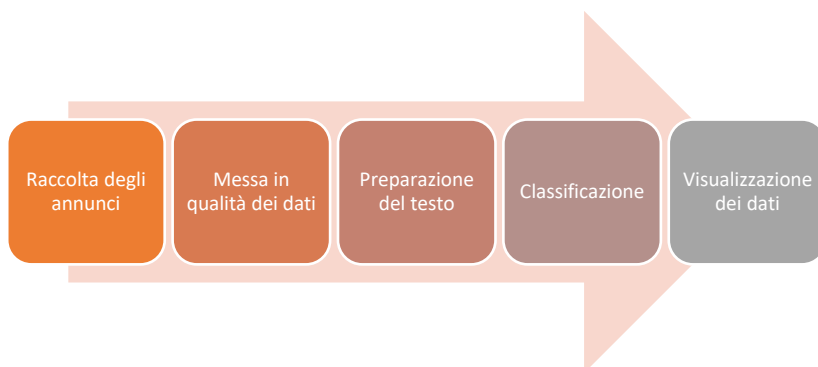 Raccolta degli
annunci
Messa in
qualità dei dati
Preparazione
del testo
Classificazione
Visualizzazione
dei dati